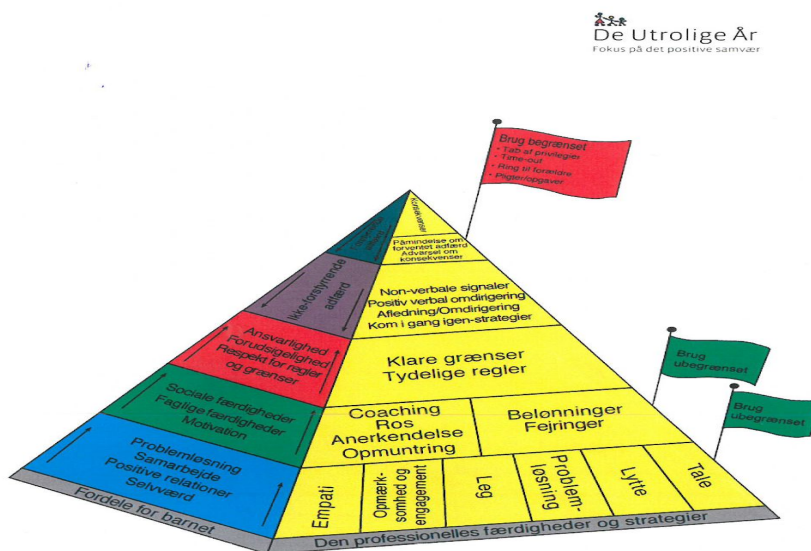 De Utrolige År
Fokus på det positive samvær
Brug begrænset
• Tab af privilegier
• Time-out
• Ring til forældre
• Pligter/opgaver
Konsekvenser
Påmindelse om
forventet adfærd
Advarsel om
konsekvenser
Ikke-forstyrrende
adfærd
Non-verbale signaler
Positiv verbal omdirigering
Afledning/Omdirigering
Kom i gang igen-strategier
Ansvarlighed
Forudsigelighed
Respekt for regler
og grænser
Klare grænser
Tydelige regler
Brug
ubegrænset
Sociale færdigheder
Faglige færdigheder
Motivation
Coaching
Ros
Anerkendelse
Opmuntring
Belønninger
Fejringer
Brug
ubegrænset
Problemløsning
Samarbejde
Positive relationer
Selvværd
Empati
Opmærk-
somhed og
engagement
Leg
Problem-
løsning
Lytte
Tale
Fordele for barnet
Den professionelles færdigheder og strategier